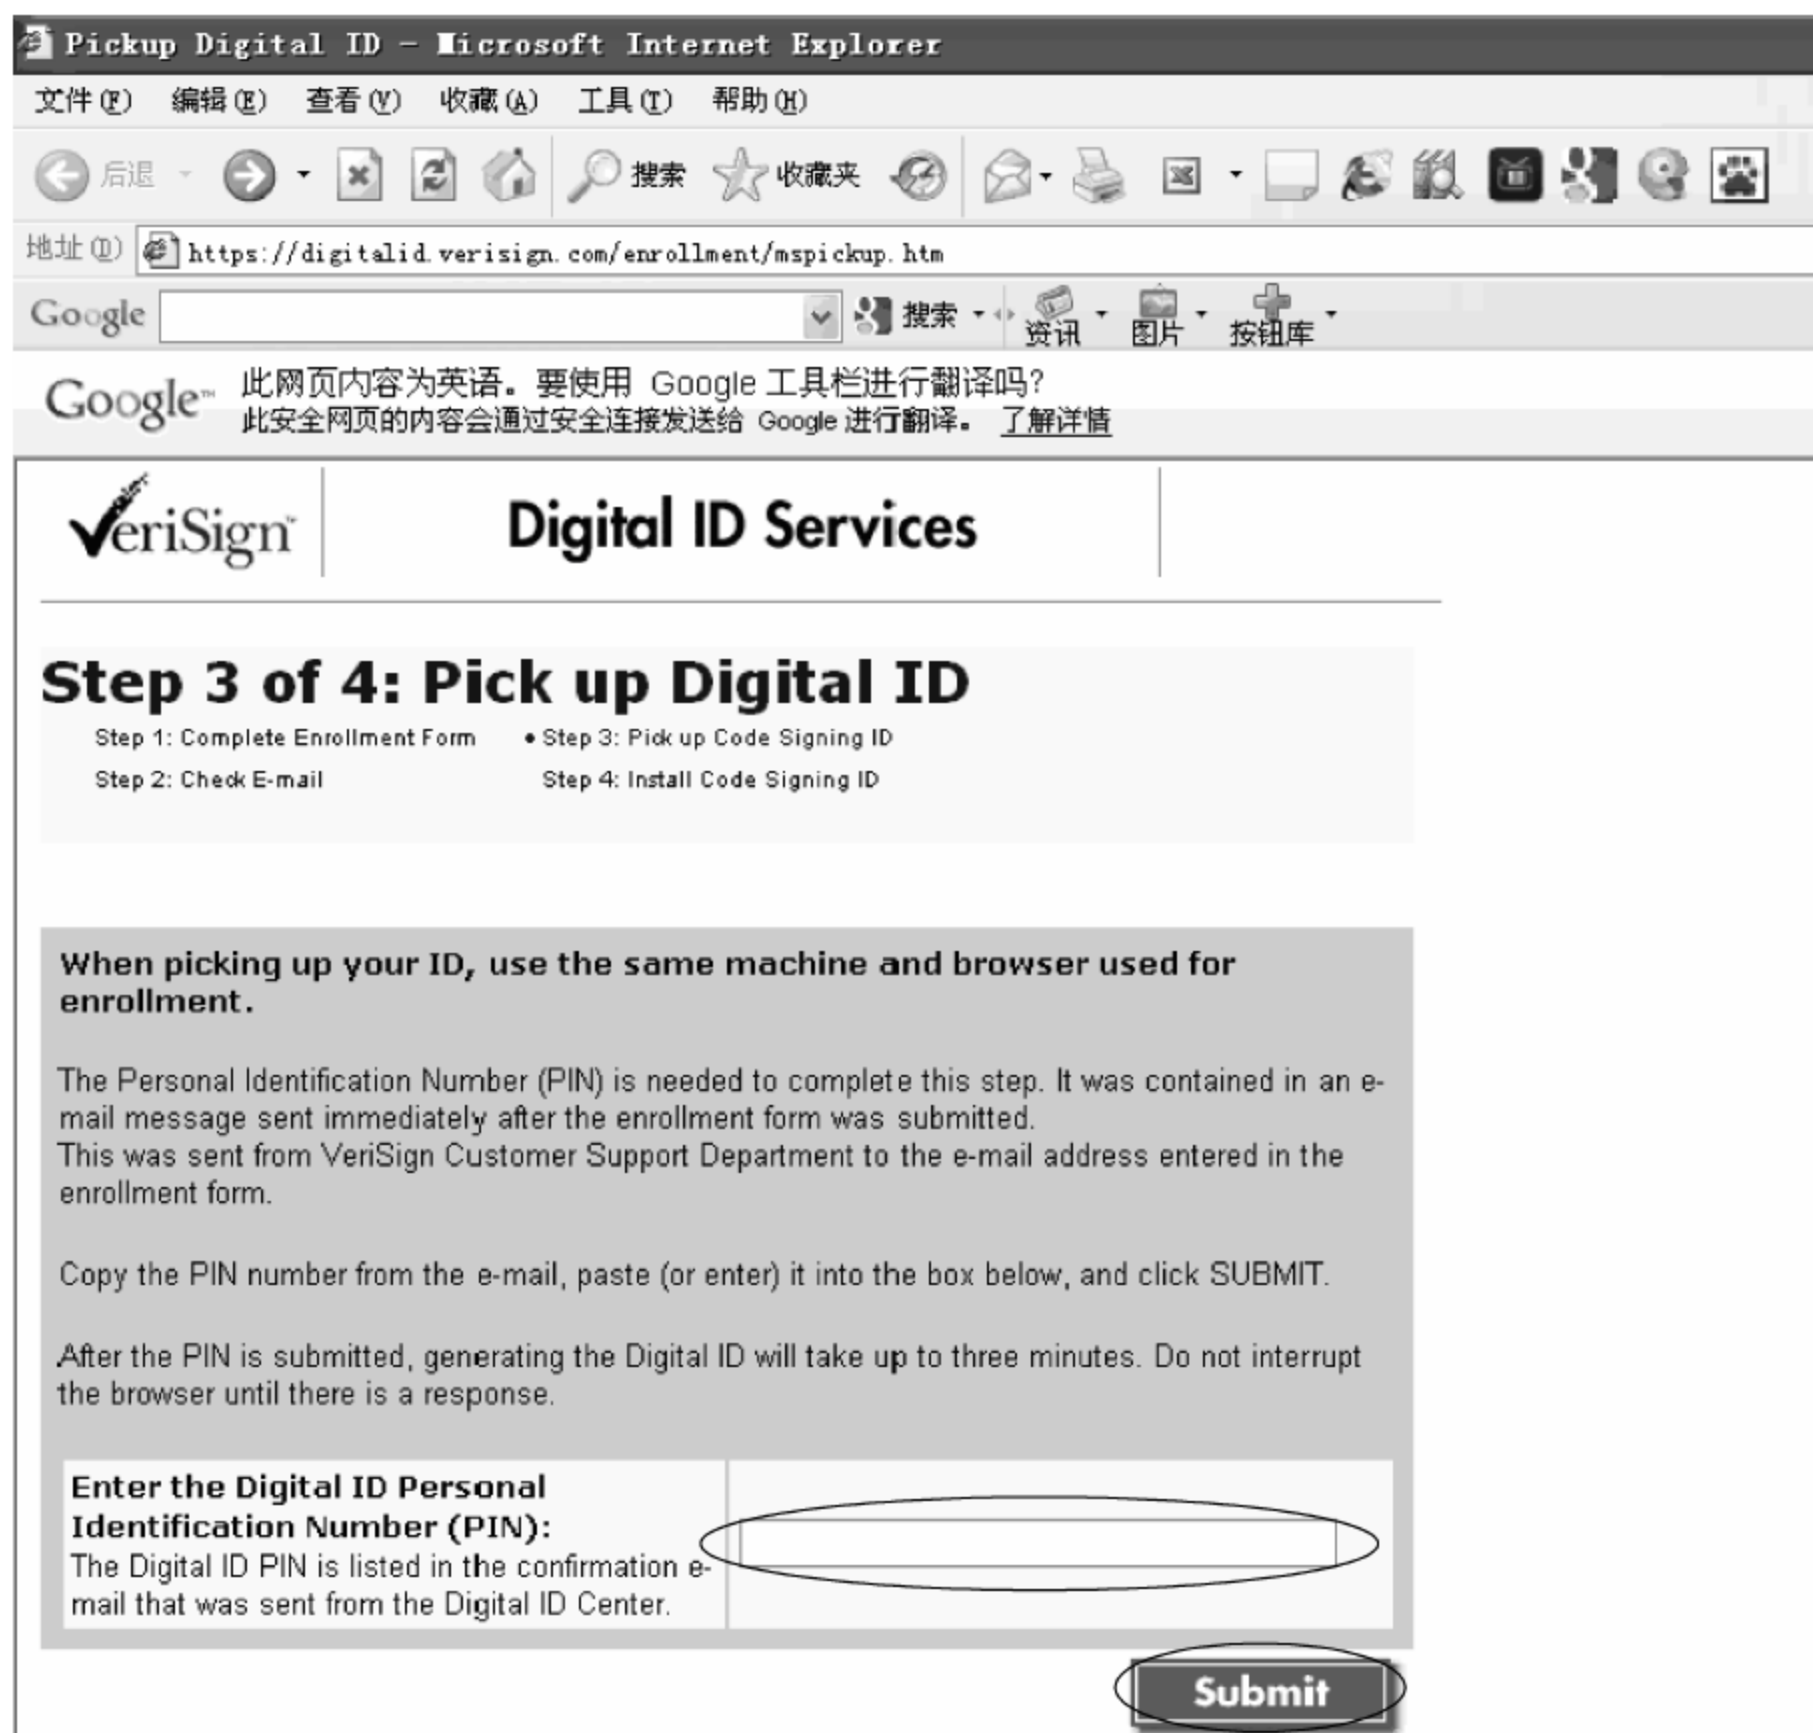 Pickup Digital ID - Microsoft Internet Explorer
文件(F) 编辑(E) 查看(V) 收藏(A) 工具(T) 帮助(H)
后退 搜索 收藏夹
地址(D) https://digitalid.verisign.com/enrollment/mspickup.htm
Google 搜索 资讯 图片 按钮库
Google™ 此网页内容为英语。要使用 Google 工具栏进行翻译吗?
此安全网页的内容会通过安全连接发送给 Google 进行翻译。 了解详情
VeriSign™ Digital ID Services
Step 3 of 4: Pick up Digital ID
Step 1: Complete Enrollment Form • Step 3: Pick up Code Signing ID
Step 2: Check E-mail Step 4: Install Code Signing ID
When picking up your ID, use the same machine and browser used for
enrollment.
The Personal Identification Number (PIN) is needed to complete this step. It was contained in an e-
mail message sent immediately after the enrollment form was submitted.
This was sent from VeriSign Customer Support Department to the e-mail address entered in the
enrollment form.
Copy the PIN number from the e-mail, paste (or enter) it into the box below, and click SUBMIT.
After the PIN is submitted, generating the Digital ID will take up to three minutes. Do not interrupt
the browser until there is a response.
Enter the Digital ID Personal
Identification Number (PIN):
The Digital ID PIN is listed in the confirmation e-
mail that was sent from the Digital ID Center.
Submit